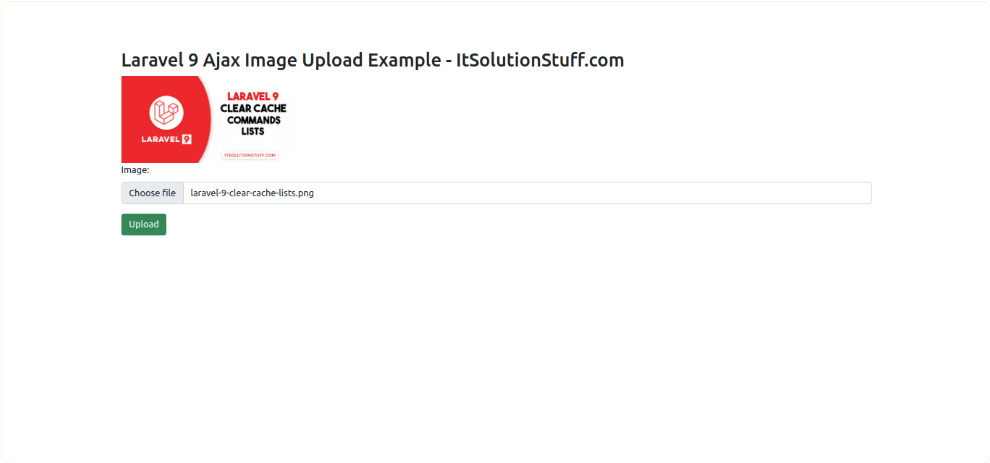 Laravel 9 Ajax Image Upload Example - ItSolutionStuff.com
LARAVEL 9
LARAVEL 9
CLEAR CACHE
COMMANDS
LISTS
ITSOLUTIONSTUFF.COM
Image:
Choose file laravel-9-clear-cache-lists.png
Upload